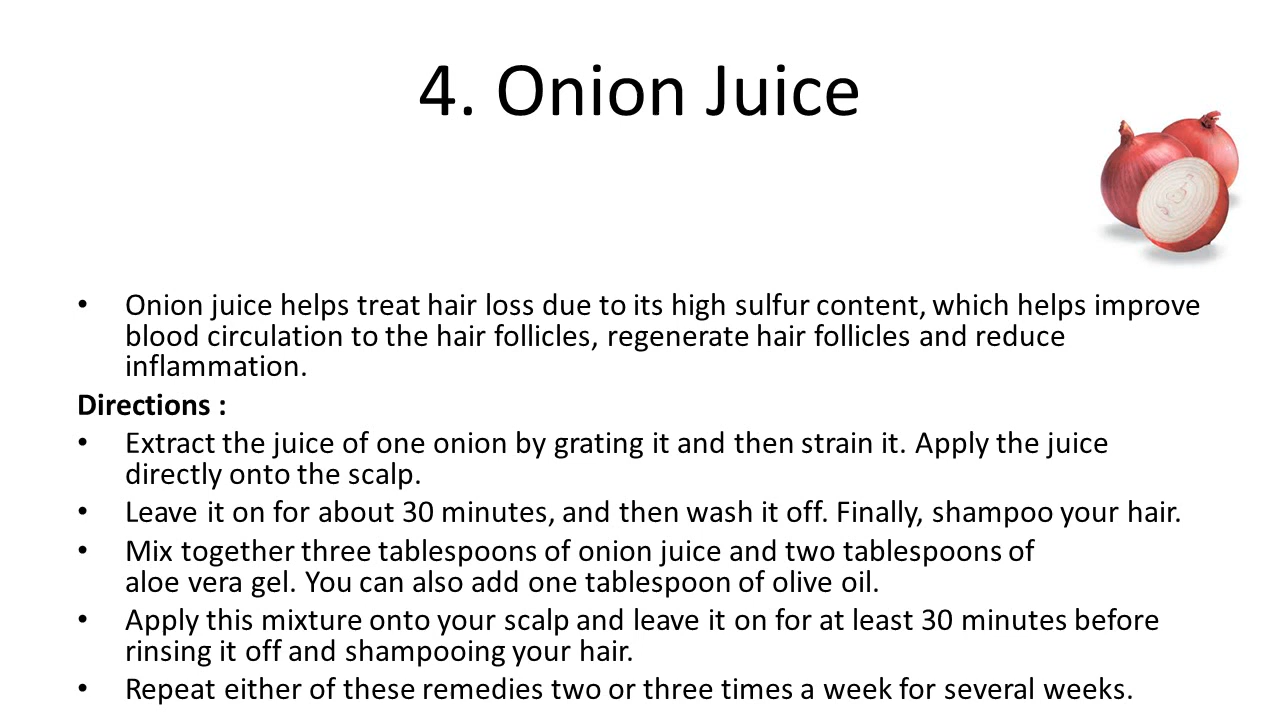 4. Onion Juice
• Onion juice helps treat hair loss due to its high sulfur content, which helps improve
blood circulation to the hair follicles, regenerate hair follicles and reduce
inflammation.
Directions :
• Extract the juice of one onion by grating it and then strain it. Apply the juice
directly onto the scalp.
• Leave it on for about 30 minutes, and then wash it off. Finally, shampoo your hair.
• Mix together three tablespoons of onion juice and two tablespoons of
aloe vera gel. You can also add one tablespoon of olive oil.
• Apply this mixture onto your scalp and leave it on for at least 30 minutes before
rinsing it off and shampooing your hair.
• Repeat either of these remedies two or three times a week for several weeks.